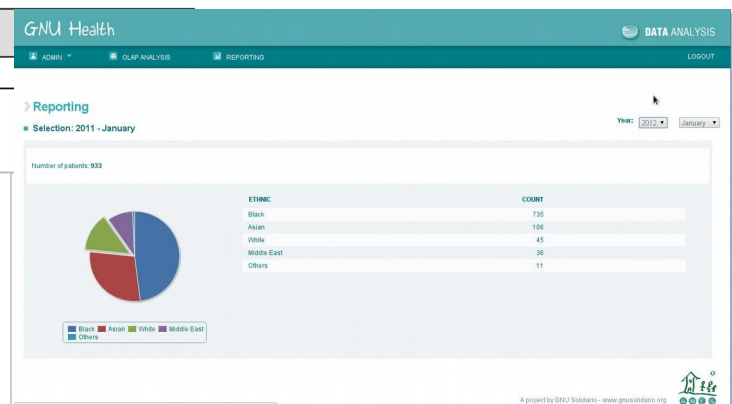 GNU Health
DATA ANALYSIS
ADMIN
OLAP ANALYSIS
REPORTING
LOGOUT
Reporting
Selection: 2011 - January
Year: 2012 January
Number of patients: 933
ETHNIC COUNT
Black 735
Asian 106
White 45
Middle East 36
Others 11
Black Asian White Middle East
Others
A project by GNU Solidario - www.gnusolidario.org